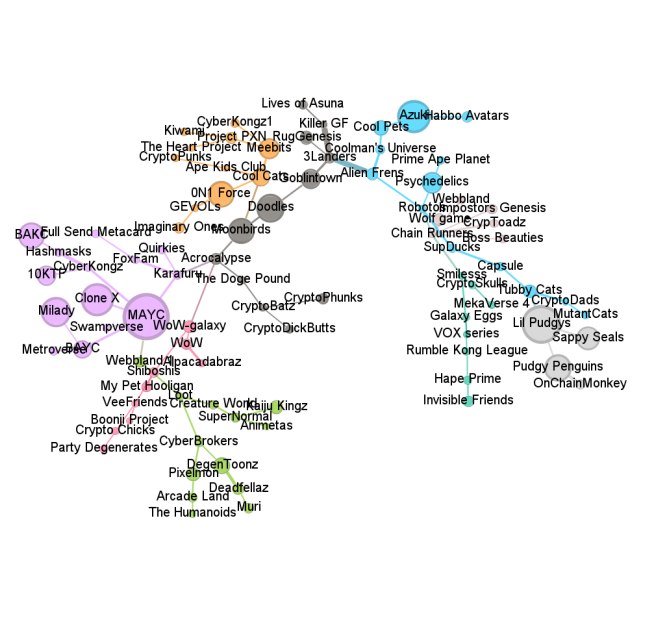 Lives of Asuna
CyberKongz1
Killer GF
Azuki
Habbo Avatars
Kiwami
Project PXN
RugGenesis
Cool Pets
The Heart Project
Meebits
Coolman's Universe
CryptoPunks
3Landers
Prime Ape Planet
Ape Kids Club
Cool Cats
Goblintown
Alien Frens
Psychedelics
0N1 Force
Webbland
GEVOLs
Doodles
Robotos
Impostors Genesis
Wolf game
CrypToadz
Imaginary Ones
Moonbirds
Chain Runners
Boss Beauties
BAKC
Full Send Metacard
SupDucks
Hashmasks
Quirkies
FoxFam
Acrocalypse
CyberKongz
Capsule
10KTF
Karafuru
The Doge Pound
Smilesss
CryptoSkulls
Tubby Cats
Clone X
CryptoPhunks
CryptoBatz
MekaVerse 4
CryptoDads
Milady
MAYC
Galaxy Eggs
MutantCats
Swampverse
WoW-galaxy
CryptoDickButts
Lil Pudgys
VOX series
Sappy Seals
WoW
Metroverse
BAYC
Rumble Kong League
Alpacadabraz
Shiboshis
Pudgy Penguins
My Pet Hooligan
Hape Prime
OnChainMonkey
Loot
VeeFriends
Creature World
Kaiju Kingz
Invisible Friends
Boonji Project
SuperNormal
Crypto Chicks
Animetas
Party Degenerates
CyberBrokers
DegenToonz
Pixelmon
Deadfellaz
Arcade Land
Muri
The Humanoids